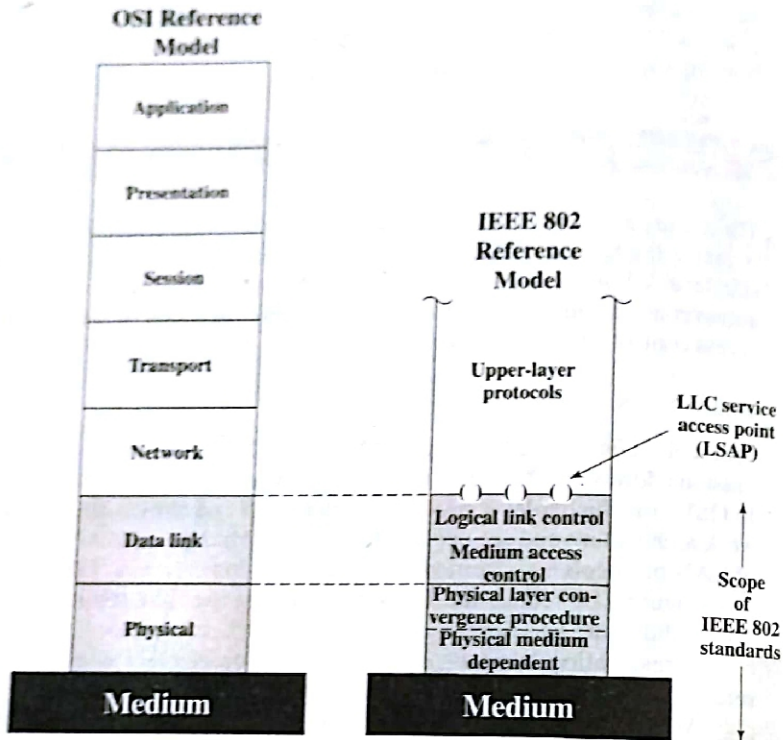 OSI Reference
Model
Application
Presentation
Session
Transport
Network
Data link
Physical
Medium
IEEE 802
Reference
Model
Upper-layer
protocols
LLC service
access point
(LSAP)
Logical link control
Medium access
control
Physical layer con-
vergence procedure
Physical medium
dependent
Medium
Scope
of
IEEE 802
standards